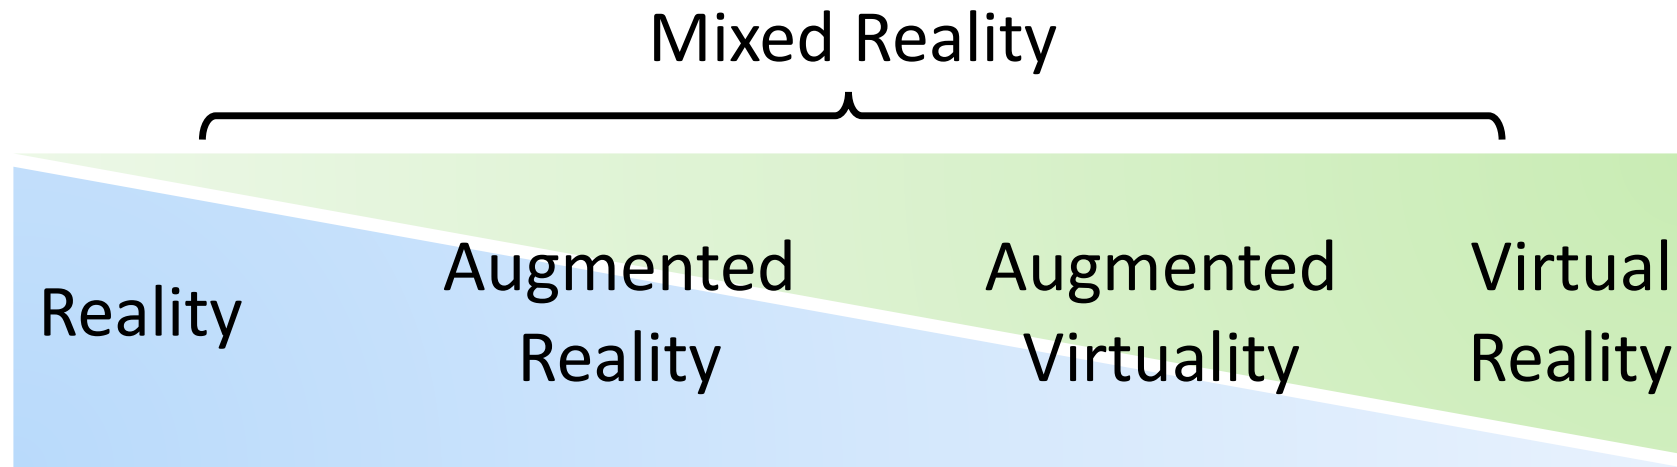 Mixed Reality
Reality
Augmented
Reality
Augmented
Virtuality
Virtual
Reality